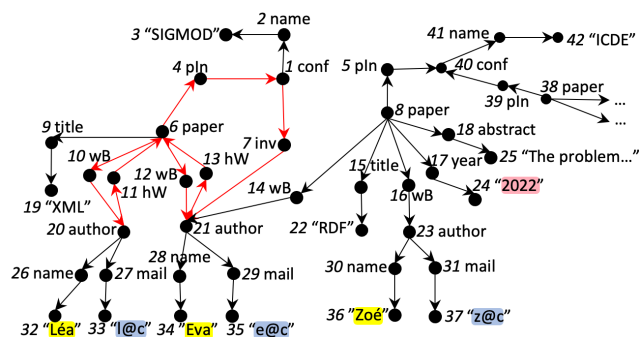 2 name
3 “SIGMOD”
41 name
42 “ICDE”
4 pIn
1 conf
5 pIn
40 conf
39 pIn
38 paper
...
...
9 title
6 paper
8 paper
18 abstract
25 “The problem...”
7 inv
10 wB
11 hW
12 wB
13 hW
14 wB
15 title
16 wB
17 year
24 “2022”
19 “XML”
20 author
21 author
22 “RDF”
23 author
26 name
27 mail
28 name
29 mail
30 name
31 mail
32 “Léa”
33 “l@c”
34 “Eva”
35 “e@c”
36 “Zoé”
37 “z@c”